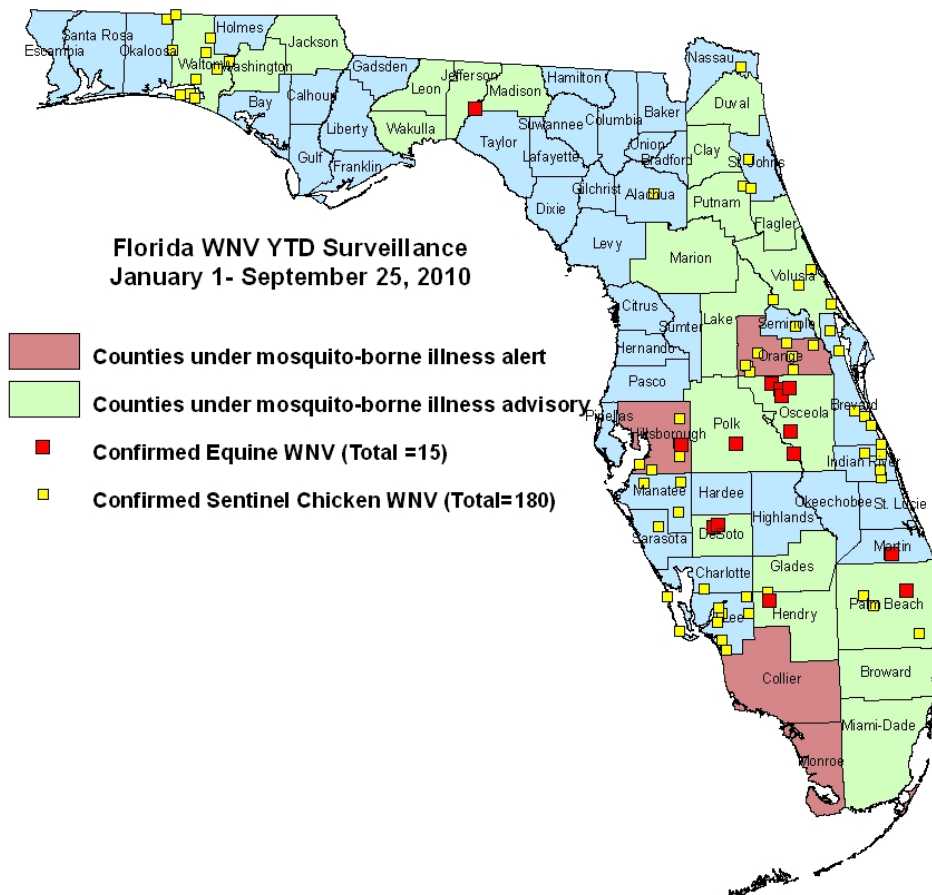 Holmes
Santa Rosa
Escambia
Okaloosa
Walton
Washington
Jackson
Gadsden
Jefferson
Leon
Madison
Hamilton
Nassau
Bay
Calhoun
Liberty
Wakulla
Taylor
Suwannee
Columbia
Baker
Duval
Gulf
Franklin
Lafayette
Union
Bradford
Clay
St. Johns
Gilchrist
Alachua
Putnam
Dixie
Flagler
Levy
Marion
Florida WNV YTD Surveillance
January 1- September 25, 2010
Volusia
Citrus
Sumter
Lake
Seminole
Hernando
Orange
Counties under mosquito-borne illness alert
Pasco
Counties under mosquito-borne illness advisory
Pinellas
Hillsborough
Polk
Osceola
Brevard
Confirmed Equine WNV (Total =15)
Indian River
Confirmed Sentinel Chicken WNV (Total=180)
Manatee
Hardee
Highlands
Okeechobee
St. Lucie
Sarasota
DeSoto
Martin
Charlotte
Glades
Lee
Hendry
Palm Beach
Collier
Broward
Miami-Dade
Monroe